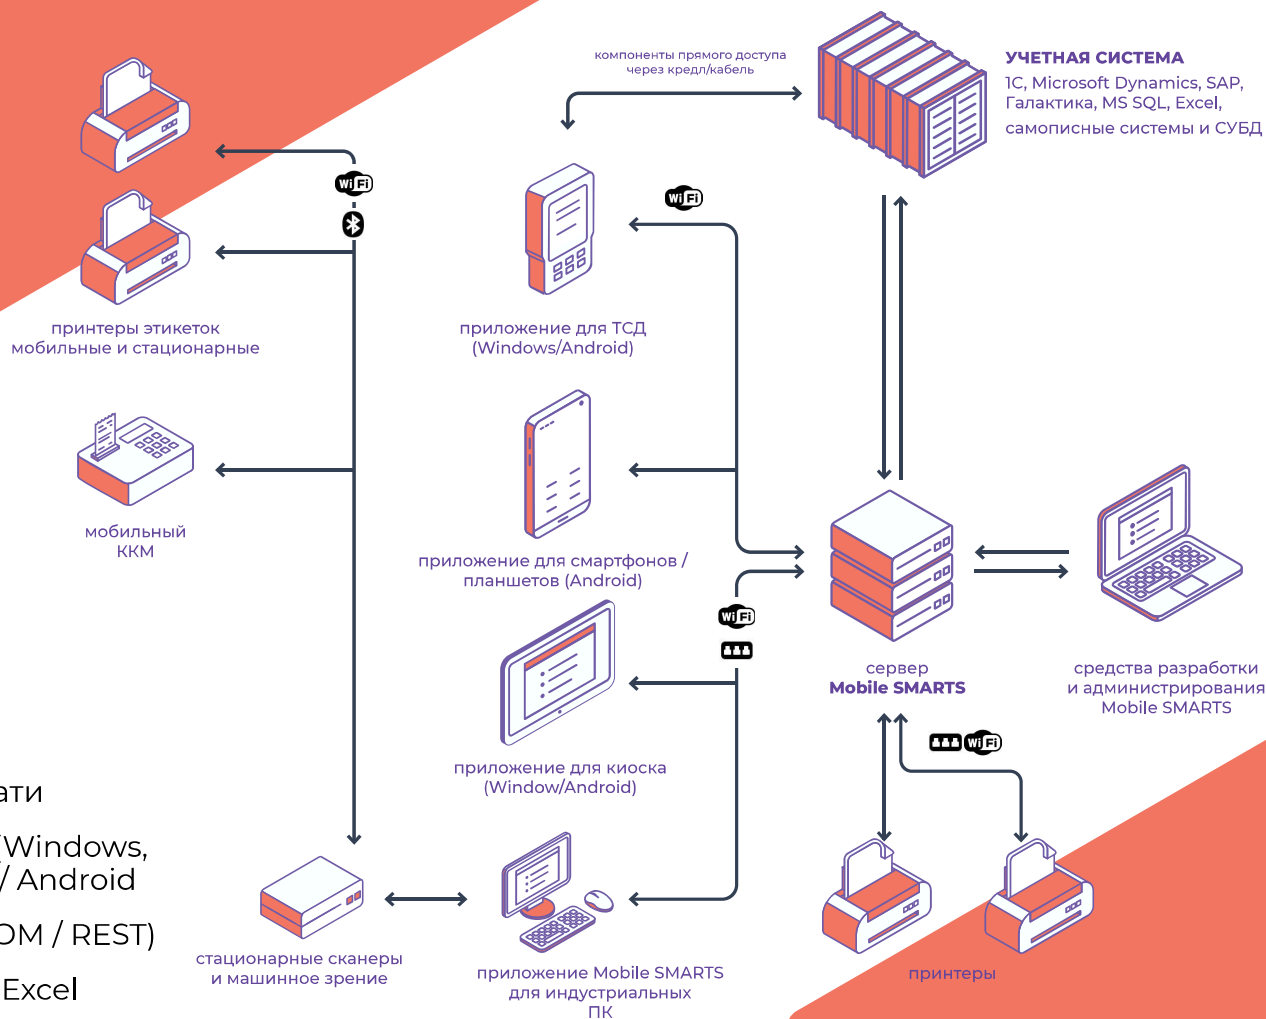 компоненты прямого доступа
через кредл/кабель
УЧЕТНАЯ СИСТЕМА
1С, Microsoft Dynamics, SAP,
Галактика, MS SQL, Excel,
самописные системы и СУБД
Wi Fi
Wi Fi
принтеры этикеток
мобильные и стационарные
приложение для ТСД
(Windows/Android)
мобильный
ККМ
приложение для смартфонов /
планшетов (Android)
Wi Fi
сервер
Mobile SMARTS
средства разработки
и администрирования
Mobile SMARTS
Wi Fi
приложение для киоска
(Window/Android)
ати
(Windows,
/ Android
OM / REST)
Excel
стационарные сканеры
и машинное зрение
приложение Mobile SMARTS
для индустриальных
ПК
принтеры